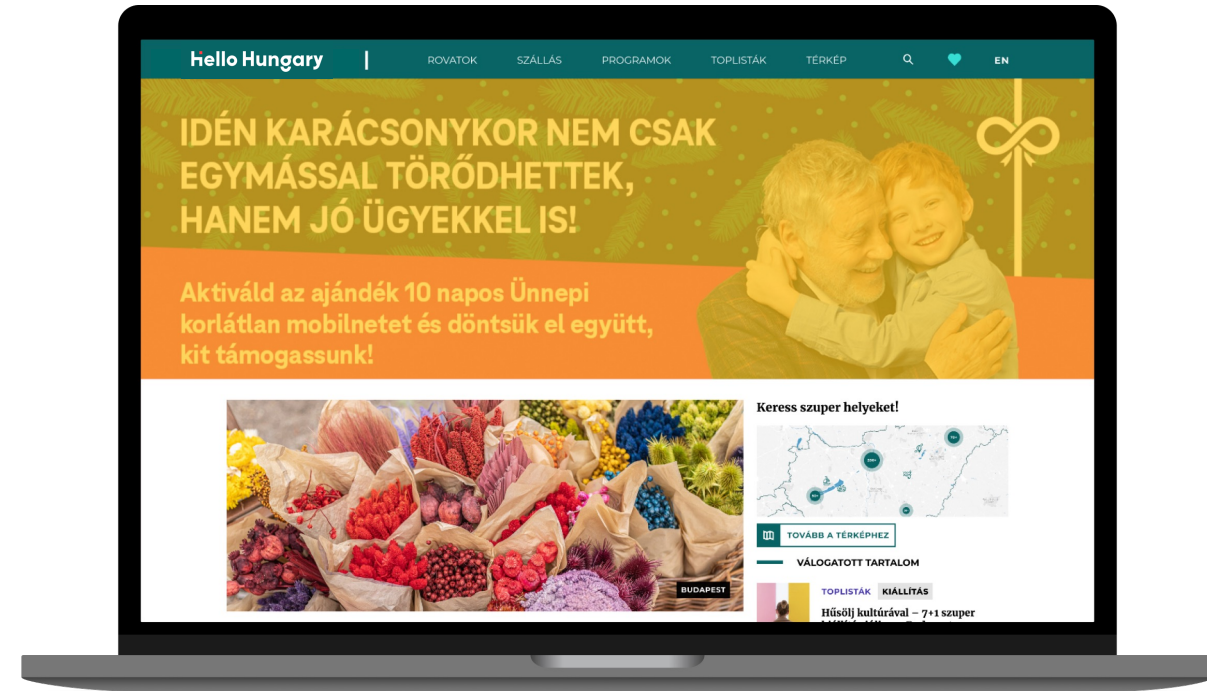 Hello Hungary
ROVATOK SZÁLLÁS PROGRAMOK TOPLISTÁK TÉRKÉP EN
IDÉN KARÁCSONYKOR NEM CSAK
EGYMÁSSAL TÖRŐDHETTEK,
HANEM JÓ ÜGYEKKEL IS!
Aktiváld az ajándék 10 napos Ünnepi
korlátlan mobilnetet és döntsük el együtt,
kit támogassunk!
Keress szuper helyeket!
TOVÁBB A TÉRKÉPHEZ
VÁLOGATOTT TARTALOM
BUDAPEST
TOPLISTÁK KIÁLLÍTÁS
Hűsölj kultúrával – 7+1 szuper